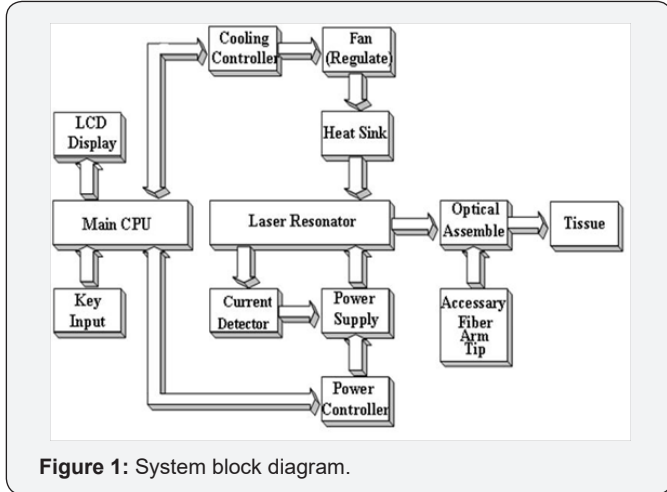 Cooling
Controller
Fan
(Regulate)
LCD
Display
Heat Sink
Main CPU
Laser Resonator
Optical
Assemble
Tissue
Key
Input
Current
Detector
Power
Supply
Accessary
Fiber
Arm
Tip
Power
Controller
Figure 1: System block diagram.